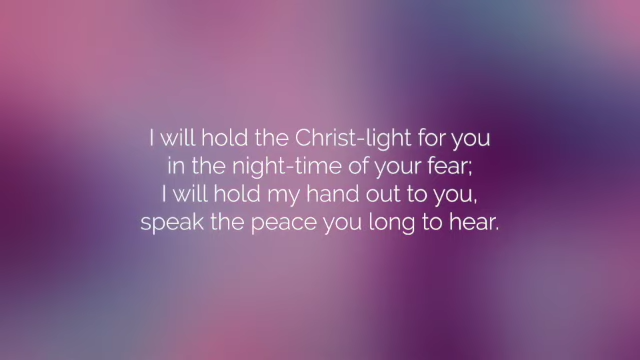 I will hold the Christ-light for you
in the night-time of your fear;
I will hold my hand out to you,
speak the peace you long to hear.